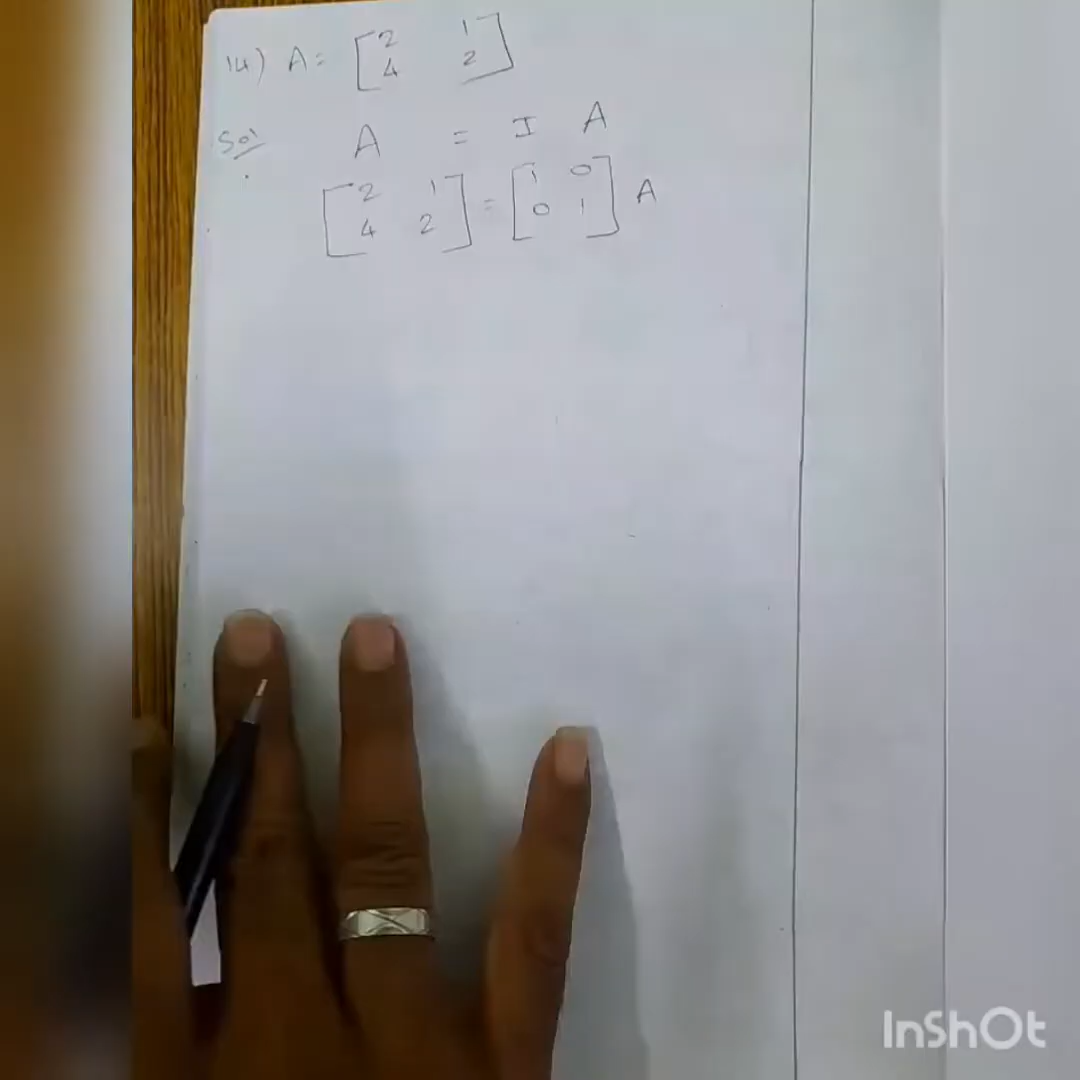 14) A = [2 1
4 2]
Sol A = I A
[2 1
4 2] = [1 0
0 1] A
InShOt